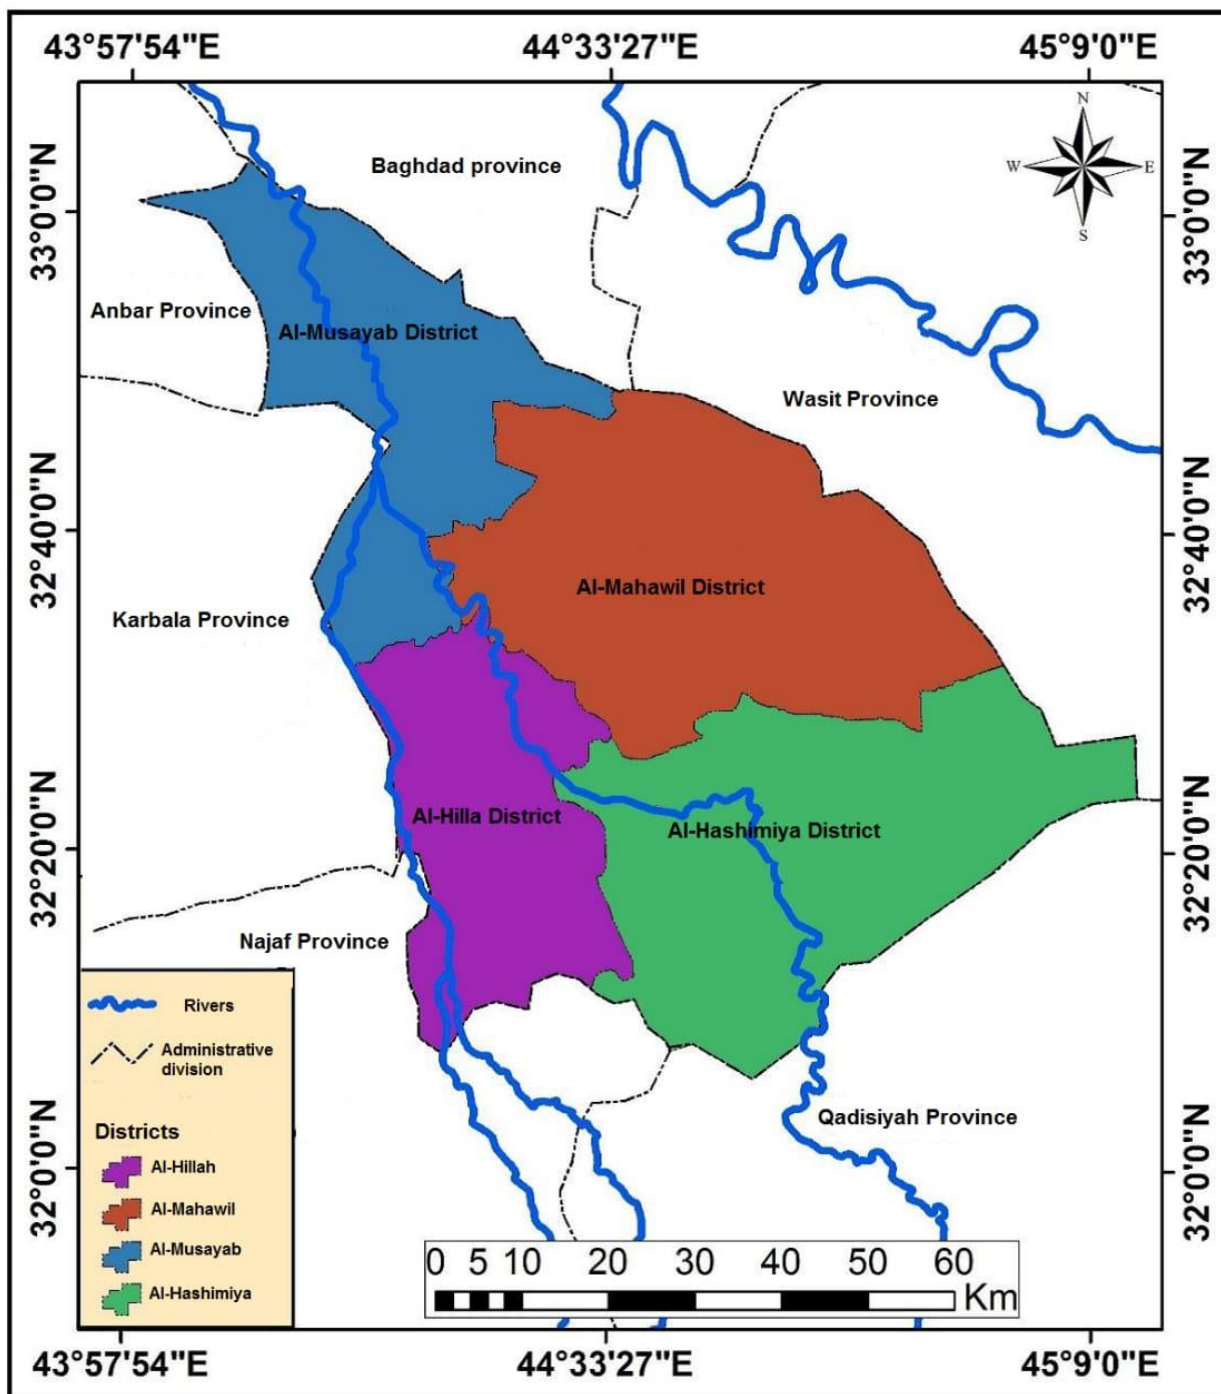 43°57'54"E 44°33'27"E 45°9'0"E
N
W E
S
33°0'0"N
33°0'0"N
Baghdad province
Anbar Province
Al-Musayab District
Wasit Province
32°40'0"N
32°40'0"N
Al-Mahawil District
Karbala Province
32°20'0"N
32°20'0"N
Al-Hilla District
Al-Hashimiya District
Najaf Province
Rivers
Administrative
division
Qadisiyah Province
32°0'0"N
32°0'0"N
Districts
Al-Hillah
Al-Mahawil
Al-Musayab
Al-Hashimiya
0 5 10 20 30 40 50 60
Km
43°57'54"E 44°33'27"E 45°9'0"E